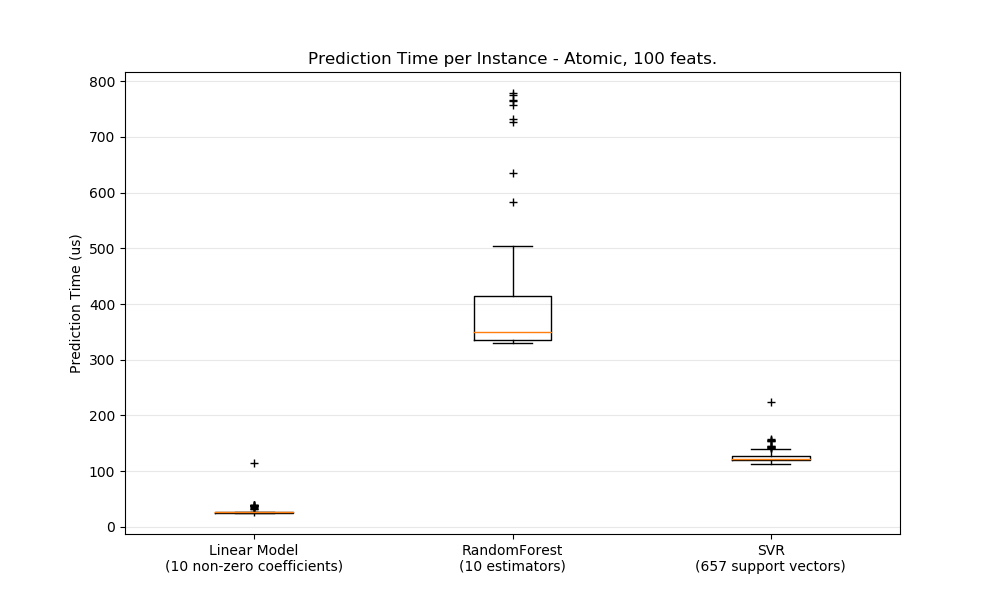 Prediction Time per Instance - Atomic, 100 feats.
800
700
600
500
400
300
200
100
0
Prediction Time (us)
Linear Model
(10 non-zero coefficients)
RandomForest
(10 estimators)
SVR
(657 support vectors)